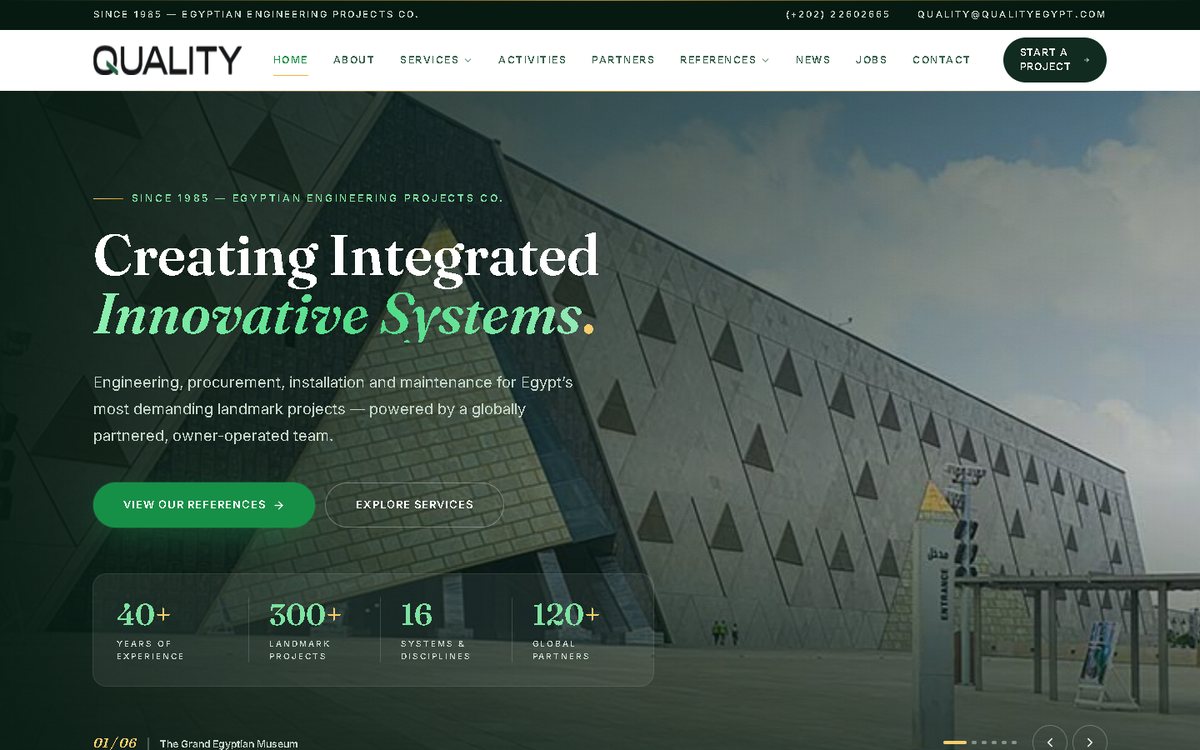 SINCE 1985 — EGYPTIAN ENGINEERING PROJECTS CO.
(+202) 22602665
QUALITY@QUALITYEGYPT.COM
QUALITY
HOME
ABOUT
SERVICES
ACTIVITIES
PARTNERS
REFERENCES
NEWS
JOBS
CONTACT
START A
PROJECT →
SINCE 1985 — EGYPTIAN ENGINEERING PROJECTS CO.
Creating Integrated
Innovative Systems.
Engineering, procurement, installation and maintenance for Egypt's
most demanding landmark projects — powered by a globally
partnered, owner-operated team.
VIEW OUR REFERENCES →
EXPLORE SERVICES
40+
YEARS OF
EXPERIENCE
300+
LANDMARK
PROJECTS
16
SYSTEMS &
DISCIPLINES
120+
GLOBAL
PARTNERS
مدخل
ENTRANCE
01/06
The Grand Egyptian Museum